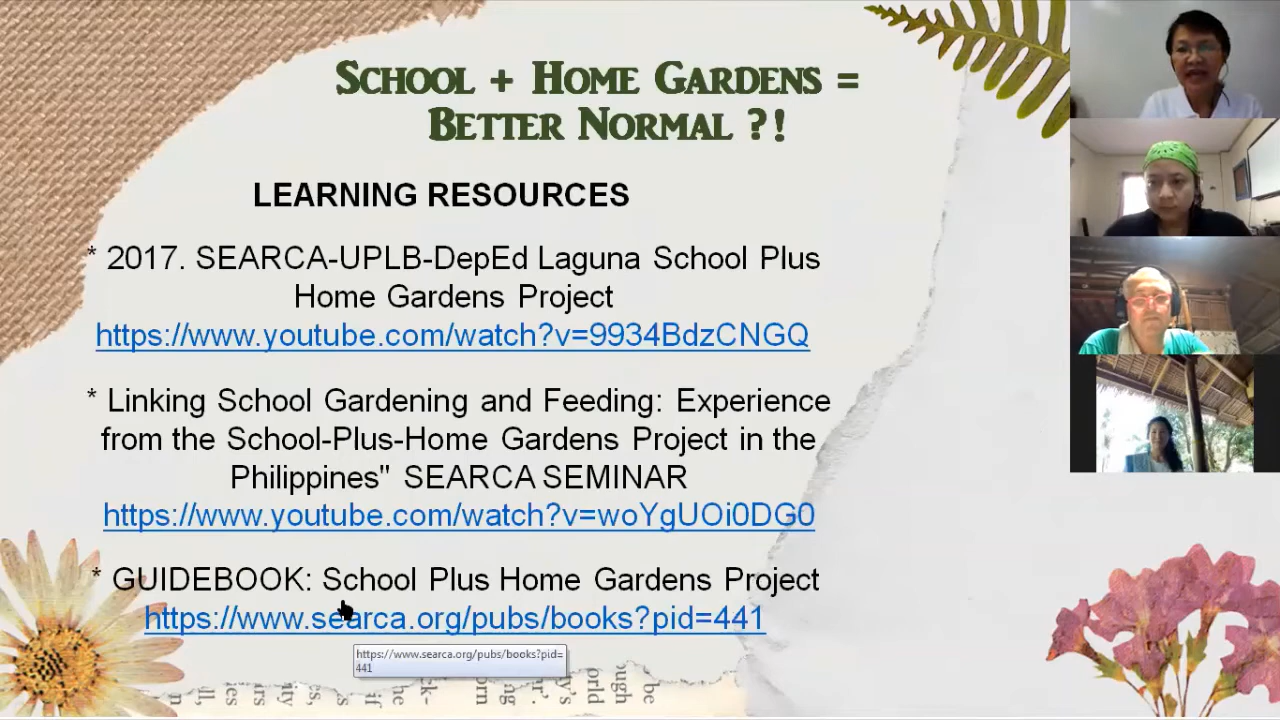 SCHOOL + HOME GARDENS =
BETTER NORMAL ?!
LEARNING RESOURCES
* 2017. SEARCA-UPLB-DepEd Laguna School Plus
Home Gardens Project
https://www.youtube.com/watch?v=9934BdzCNGQ
* Linking School Gardening and Feeding: Experience
from the School-Plus-Home Gardens Project in the
Philippines" SEARCA SEMINAR
https://www.youtube.com/watch?v=woYgUOi0DG0
* GUIDEBOOK: School Plus Home Gardens Project
https://www.searca.org/pubs/books?pid=441
https://www.searca.org/pubs/books?pid=
441